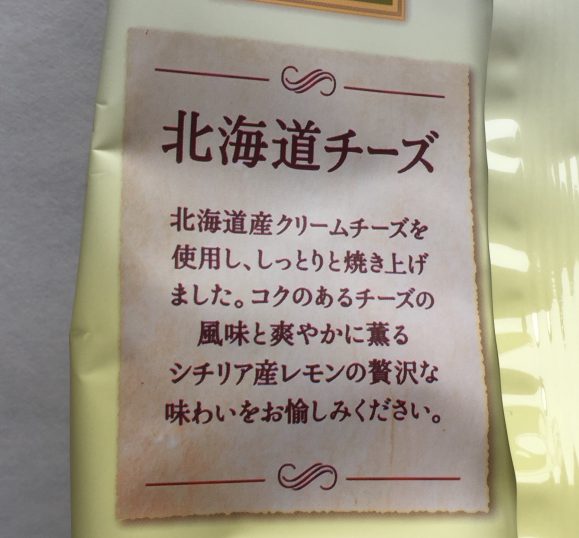 北海道チーズ
北海道産クリームチーズを
使用し、しっとりと焼き上げ
ました。コクのあるチーズの
風味と爽やかに薫る
シチリア産レモンの贅沢な
味わいをお愉しみください。